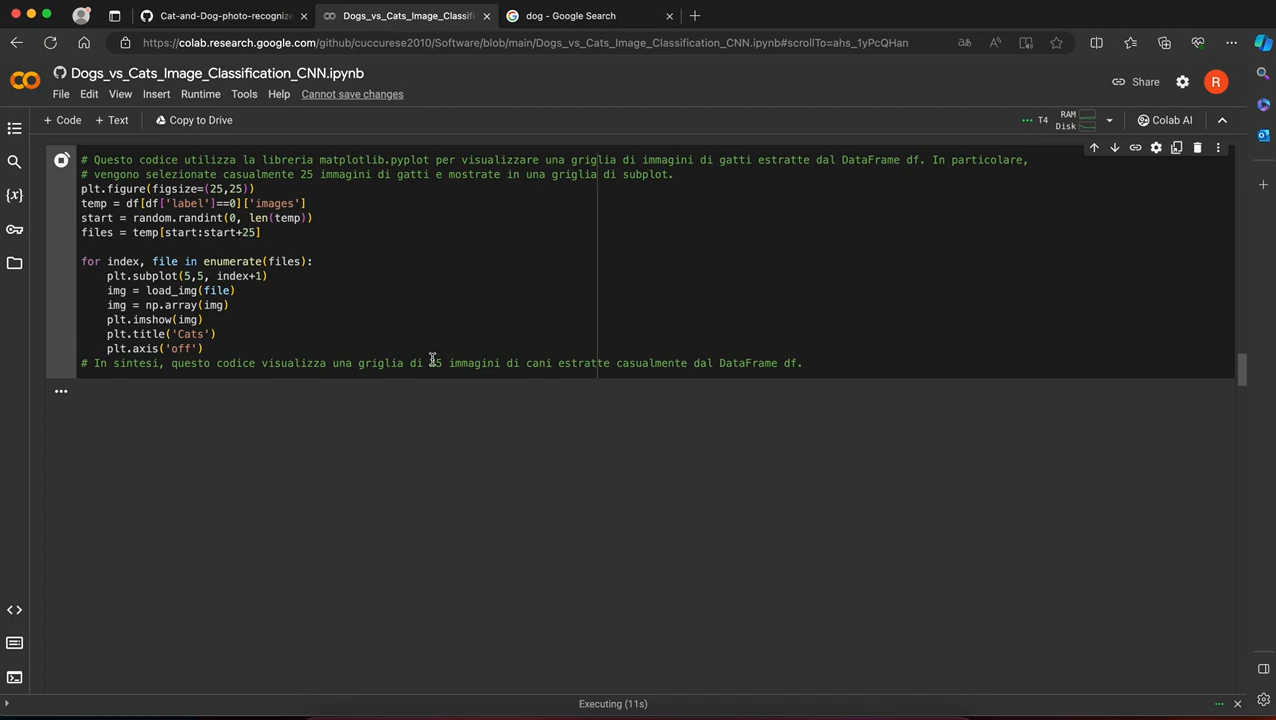 Cat-and-Dog-photo-recognize
Dogs_vs_Cats_Image_Classifi
dog - Google Search
https://colab.research.google.com/github/cuccurese2010/Software/blob/main/Dogs_vs_Cats_Image_Classification_CNN.ipynb#scrollTo=ahs_1yPcQHan
Dogs_vs_Cats_Image_Classification_CNN.ipynb
File Edit View Insert Runtime Tools Help Cannot save changes
Share
R
+ Code + Text Copy to Drive
T4
RAM
Disk
Colab AI
# Questo codice utilizza la libreria matplotlib.pyplot per visualizzare una griglia di immagini di gatti estratte dal DataFrame df. In particolare,
# vengono selezionate casualmente 25 immagini di gatti e mostrate in una griglia di subplot.
plt.figure(figsize=(25,25))
temp = df[df['label']==0]['images']
start = random.randint(0, len(temp))
files = temp[start:start+25]
for index, file in enumerate(files):
plt.subplot(5,5, index+1)
img = load_img(file)
img = np.array(img)
plt.imshow(img)
plt.title('Cats')
plt.axis('off')
# In sintesi, questo codice visualizza una griglia di 25 immagini di cani estratte casualmente dal DataFrame df.
Executing (11s)